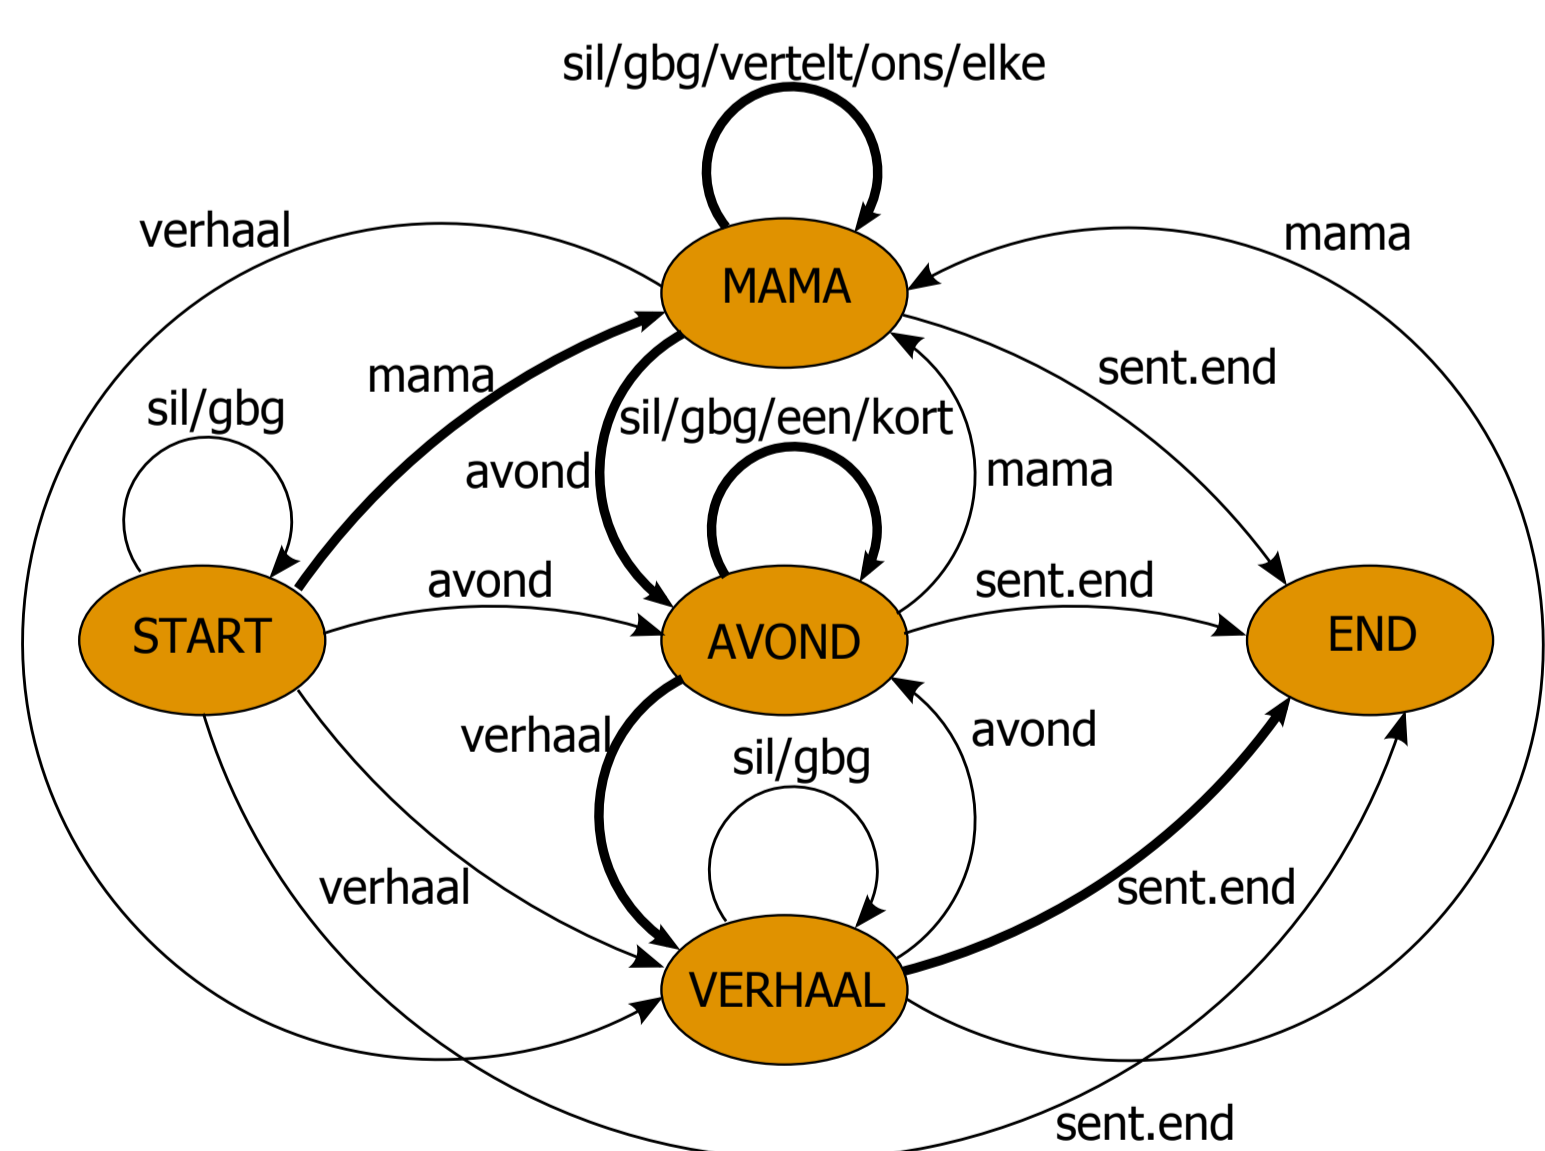 sil/gbg/vertelt/ons/elke
verhaal
mama
MAMA
sent.end
mama
sil/gbg
sil/gbg/een/kort
avond
mama
avond
sent.end
START
AVOND
END
verhaal
avond
sil/gbg
verhaal
sent.end
VERHAAL
sent.end